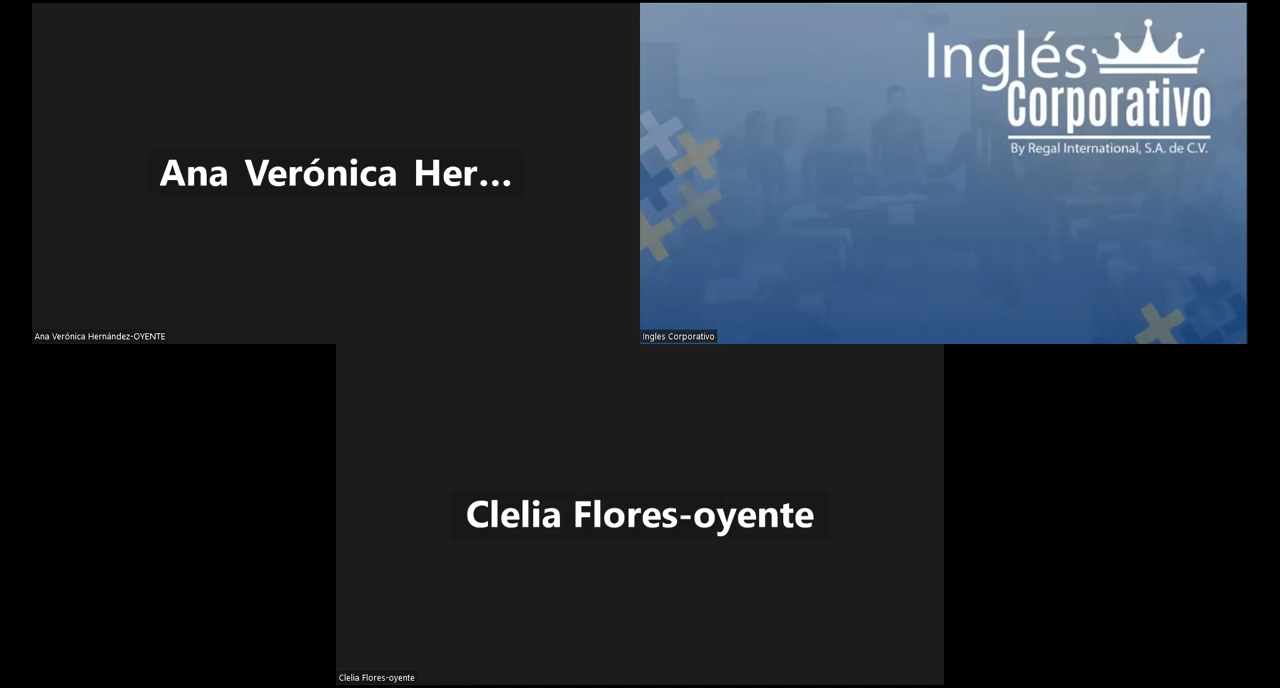 Ana Verónica Her...
Ana Verónica Hernández-OYENTE
Inglés
Corporativo
By Regal International, S.A. de C.V.
Ingles Corporativo
Clelia Flores-oyente
Clelia Flores-oyente